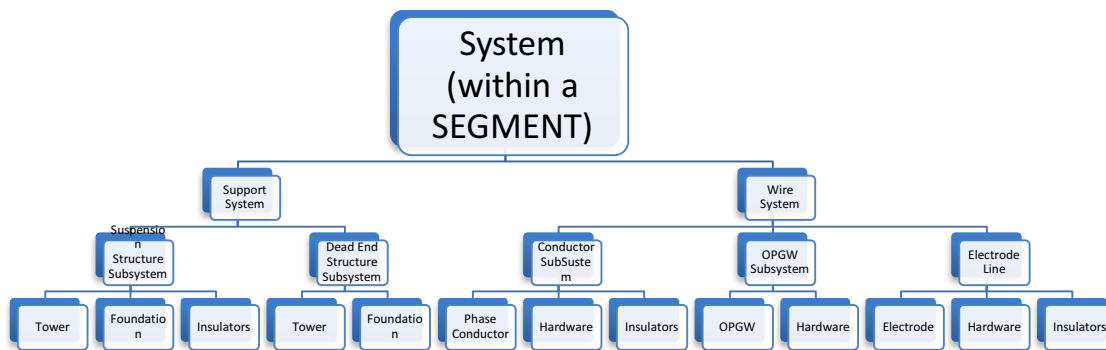 System
(within a
SEGMENT)
Support
System
Wire
System
Suspensio
n
Structure
Subsystem
Dead End
Structure
Subsystem
Conductor
SubSuste
m
OPGW
Subsystem
Electrode
Line
Tower
Foundatio
n
Insulators
Tower
Foundatio
n
Phase
Conductor
Hardware
Insulators
OPGW
Hardware
Electrode
Hardware
Insulators